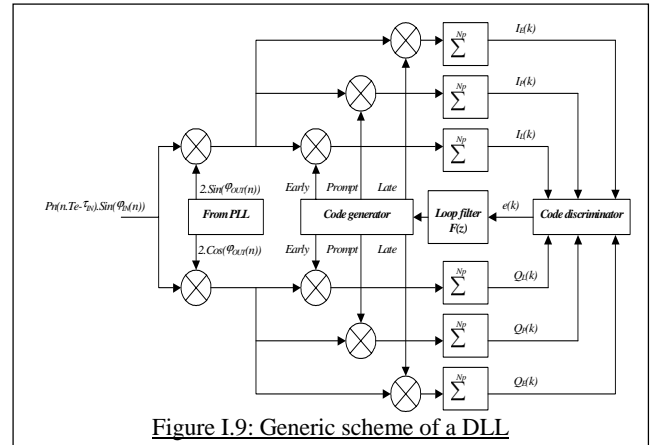 Np
∑
I_E(k)
Np
∑
I_P(k)
Np
∑
I_L(k)
2.Sin(φ_OUT(n))
Early Prompt Late
Pn(n.Te-τ_IN).Sin(φ_IN(n))
From PLL
Code generator
Loop filter
F(z)
e(k)
Code discriminator
2.Cos(φ_OUT(n))
Early Prompt Late
Np
∑
Q_L(k)
Np
∑
Q_P(k)
Np
∑
Q_E(k)
Figure I.9: Generic scheme of a DLL